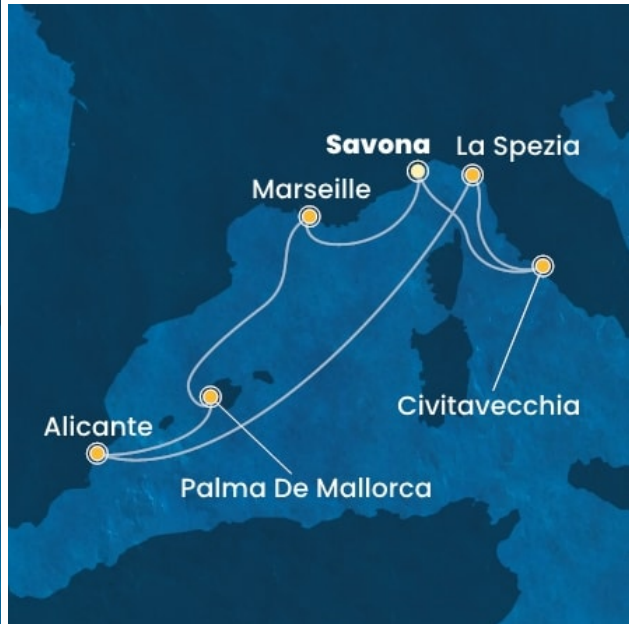 Savona
La Spezia
Marseille
Civitavecchia
Alicante
Palma De Mallorca